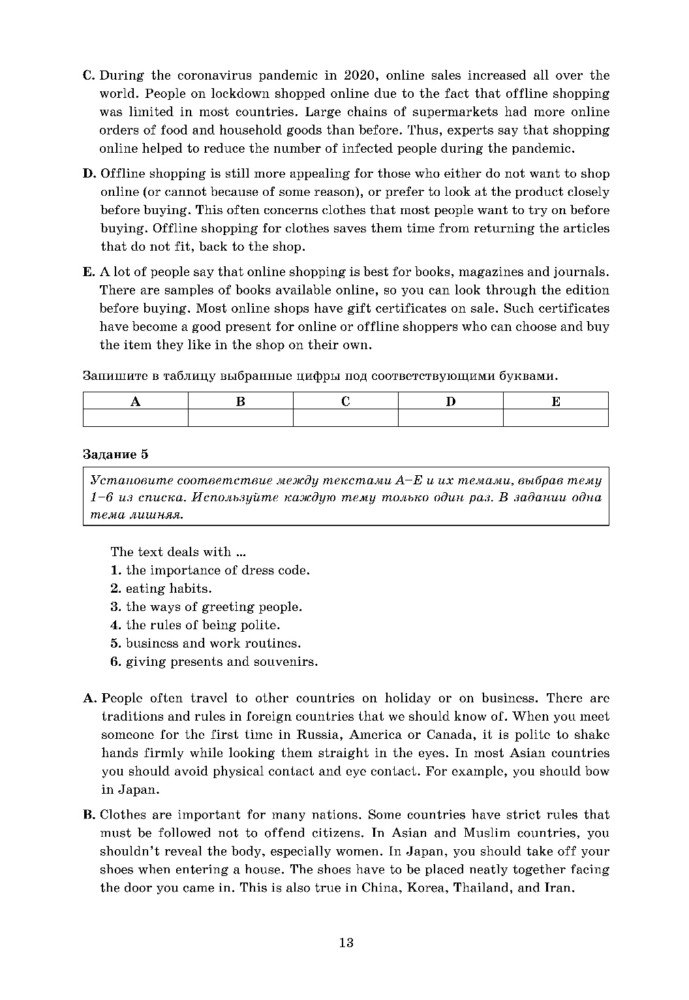 C. During the coronavirus pandemic in 2020, online sales increased all over the
world. People on lockdown shopped online due to the fact that offline shopping
was limited in most countries. Large chains of supermarkets had more online
orders of food and household goods than before. Thus, experts say that shopping
online helped to reduce the number of infected people during the pandemic.
D. Offline shopping is still more appealing for those who either do not want to shop
online (or cannot because of some reason), or prefer to look at the product closely
before buying. This often concerns clothes that most people want to try on before
buying. Offline shopping for clothes saves them time from returning the articles
that do not fit, back to the shop.
E. A lot of people say that online shopping is best for books, magazines and journals.
There are samples of books available online, so you can look through the edition
before buying. Most online shops have gift certificates on sale. Such certificates
have become a good present for online or offline shoppers who can choose and buy
the item they like in the shop on their own.
Запишите в таблицу выбранные цифры под соответствующими буквами.
A B C D E
Задание 5
Установите соответствие между текстами A–E и их темами, выбрав тему
1–6 из списка. Используйте каждую тему только один раз. В задании одна
тема лишняя.
The text deals with ...
1. the importance of dress code.
2. eating habits.
3. the ways of greeting people.
4. the rules of being polite.
5. business and work routines.
6. giving presents and souvenirs.
A. People often travel to other countries on holiday or on business. There are
traditions and rules in foreign countries that we should know of. When you meet
someone for the first time in Russia, America or Canada, it is polite to shake
hands firmly while looking them straight in the eyes. In most Asian countries
you should avoid physical contact and eye contact. For example, you should bow
in Japan.
B. Clothes are important for many nations. Some countries have strict rules that
must be followed not to offend citizens. In Asian and Muslim countries, you
shouldn't reveal the body, especially women. In Japan, you should take off your
shoes when entering a house. The shoes have to be placed neatly together facing
the door you came in. This is also true in China, Korea, Thailand, and Iran.
13